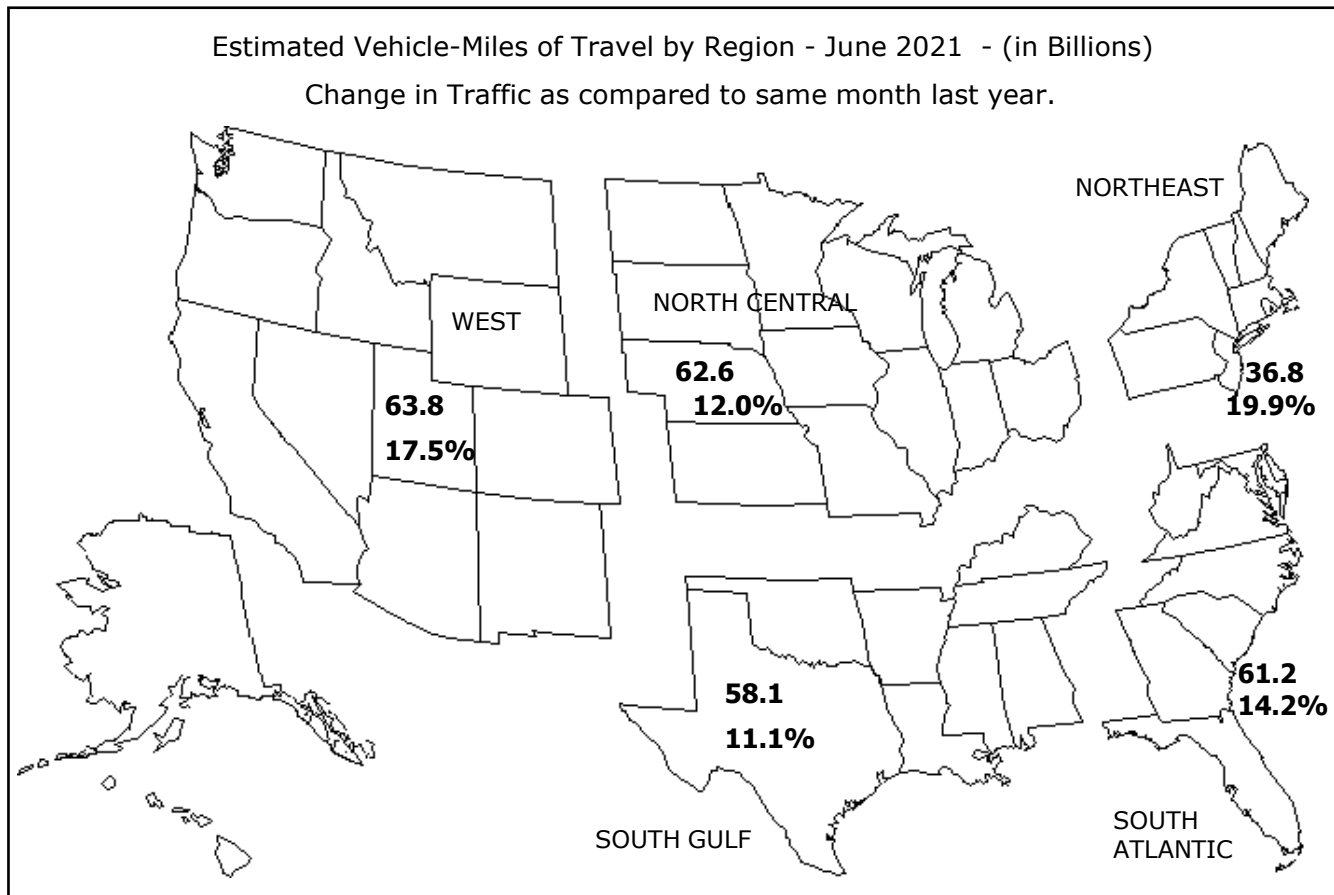 Estimated Vehicle-Miles of Travel by Region - June 2021 - (in Billions)
Change in Traffic as compared to same month last year.
NORTHEAST
36.8
19.9%
NORTH CENTRAL
62.6
12.0%
WEST
63.8
17.5%
58.1
11.1%
SOUTH GULF
61.2
14.2%
SOUTH
ATLANTIC